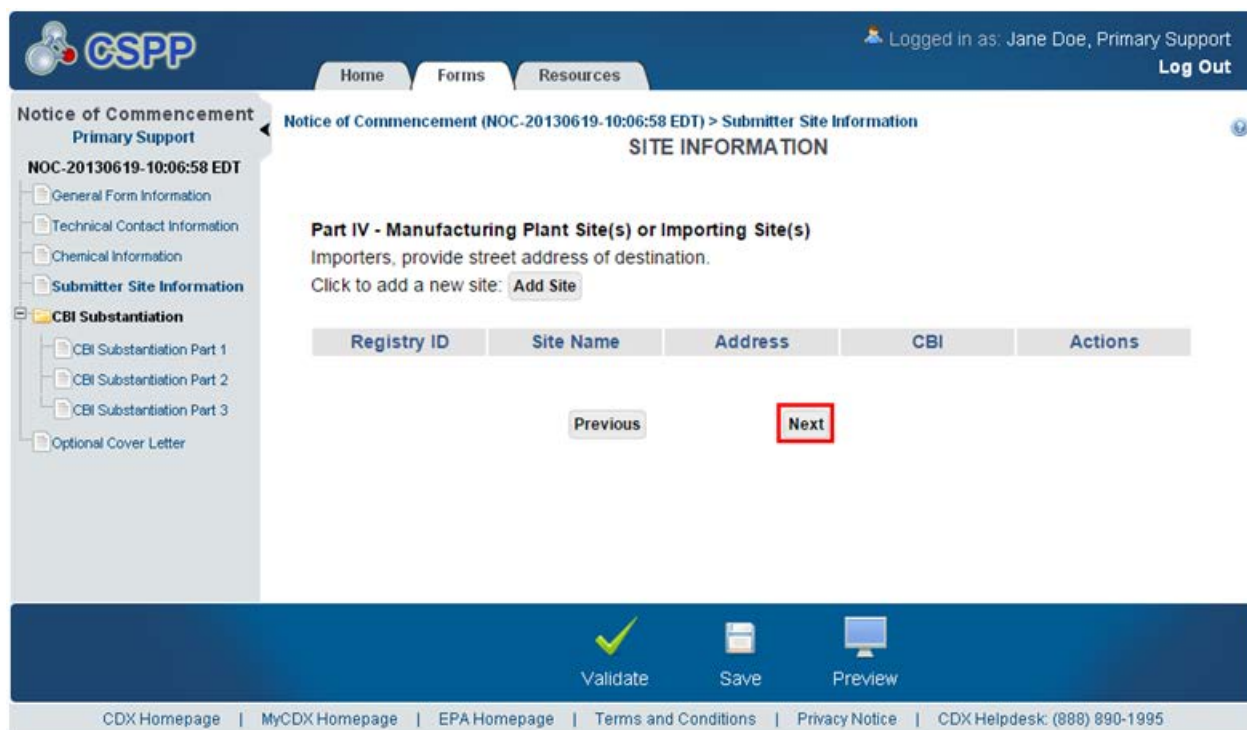 CSPP
Logged in as: Jane Doe, Primary Support
Log Out
Home Forms Resources
Notice of Commencement
Primary Support
NOC-20130619-10:06:58 EDT
General Form Information
Technical Contact Information
Chemical Information
Submitter Site Information
CBI Substantiation
CBI Substantiation Part 1
CBI Substantiation Part 2
CBI Substantiation Part 3
Optional Cover Letter
Notice of Commencement (NOC-20130619-10:06:58 EDT) > Submitter Site Information
SITE INFORMATION
Part IV - Manufacturing Plant Site(s) or Importing Site(s)
Importers, provide street address of destination.
Click to add a new site: Add Site
Registry ID Site Name Address CBI Actions
Previous Next
Validate Save Preview
CDX Homepage | MyCDX Homepage | EPA Homepage | Terms and Conditions | Privacy Notice | CDX Helpdesk: (888) 890-1995